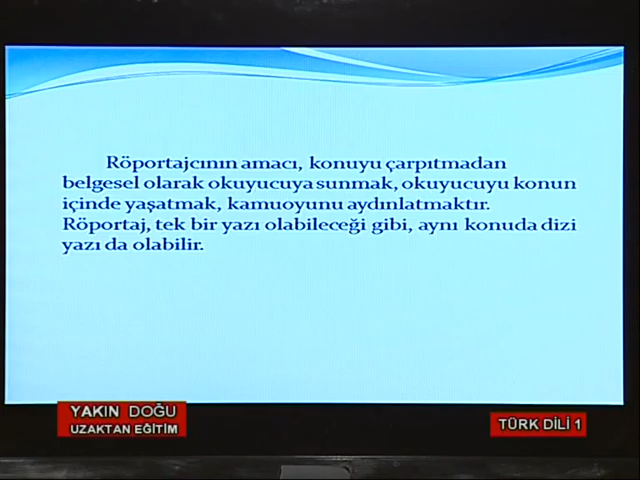 Röportajcının amacı, konuyu çarpıtmadan
belgesel olarak okuyucuya sunmak, okuyucuyu konun
içinde yaşatmak, kamuoyunu aydınlatmaktır.
Röportaj, tek bir yazı olabileceği gibi, aynı konuda dizi
yazı da olabilir.
YAKIN DOĞU
UZAKTAN EĞİTİM
TÜRK DİLİ 1